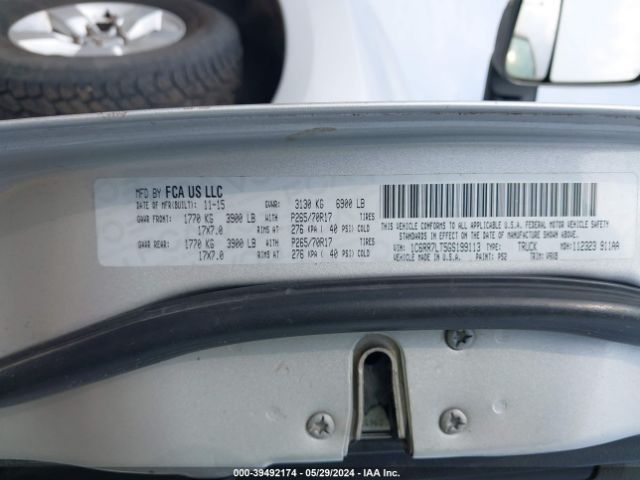 MFD BY FCA US LLC
DATE OF MFR(BUILT): 11-15 GVWR: 3130 KG 6900 LB
GAWR FRONT: 1770 KG 3900 LB WITH P265/70R17 TIRES
17X7.0 RIMS AT 276 KPA ( 40 PSI) COLD
GAWR REAR: 1770 KG 3900 LB WITH P265/70R17 TIRES
17X7.0 RIMS AT 276 KPA ( 40 PSI) COLD
THIS VEHICLE CONFORMS TO ALL APPLICABLE U.S.A. FEDERAL MOTOR VEHICLE SAFETY
STANDARDS IN EFFECT ON THE DATE OF MANUFACTURE SHOWN ABOVE.
VIN: 1C6RR7LT5GS199113 TYPE: TRUCK MDH: 112323 911AA
VEHICLE MADE IN U.S.A. PAINT: PS2 TRIM: V9X8
000-39492174 - 05/29/2024 - IAA Inc.